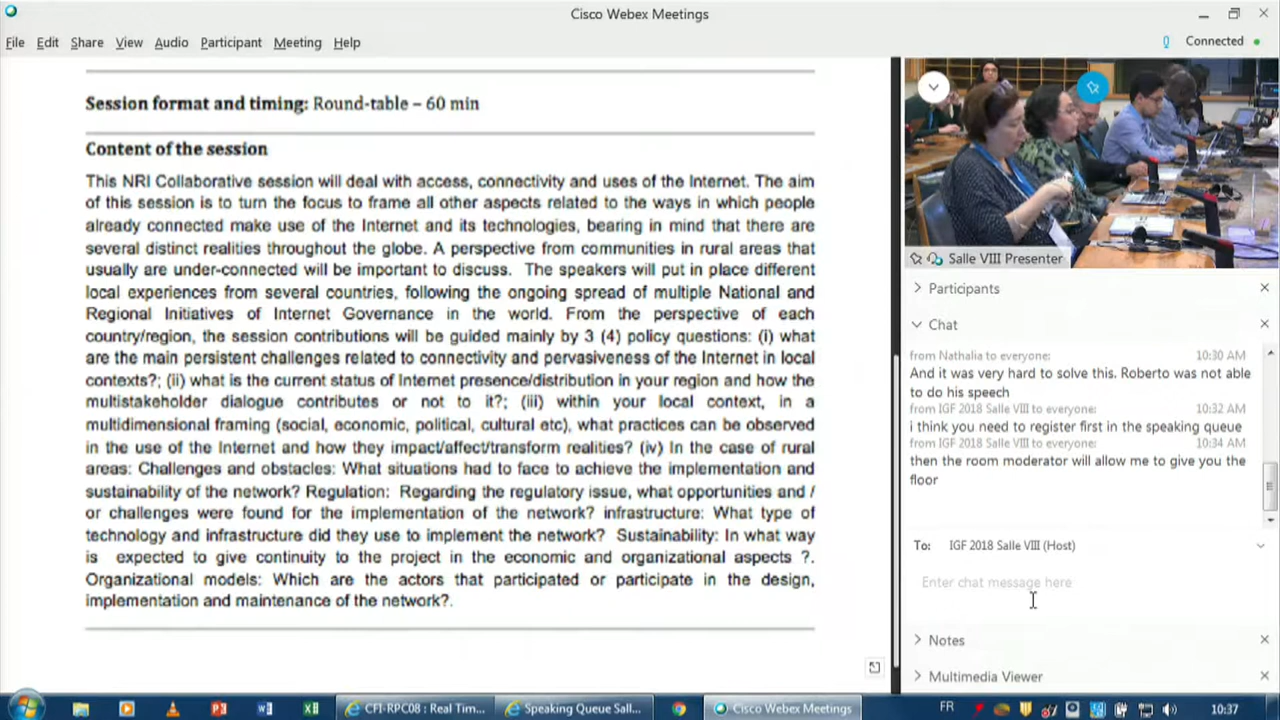 Cisco Webex Meetings
File Edit Share View Audio Participant Meeting Help
Connected
Session format and timing: Round-table – 60 min
Content of the session
This NRI Collaborative session will deal with access, connectivity and uses of the Internet. The aim
of this session is to turn the focus to frame all other aspects related to the ways in which people
already connected make use of the Internet and its technologies, bearing in mind that there are
several distinct realities throughout the globe. A perspective from communities in rural areas that
usually are under-connected will be important to discuss. The speakers will put in place different
local experiences from several countries, following the ongoing spread of multiple National and
Regional Initiatives of Internet Governance in the world. From the perspective of each
country/region, the session contributions will be guided mainly by 3 (4) policy questions: (i) what
are the main persistent challenges related to connectivity and pervasiveness of the Internet in local
contexts?; (ii) what is the current status of Internet presence/distribution in your region and how the
multistakeholder dialogue contributes or not to it?; (iii) within your local context, in a
multidimensional framing (social, economic, political, cultural etc), what practices can be observed
in the use of the Internet and how they impact/affect/transform realities? (iv) In the case of rural
areas: Challenges and obstacles: What situations had to face to achieve the implementation and
sustainability of the network? Regulation: Regarding the regulatory issue, what opportunities and /
or challenges were found for the implementation of the network? infrastructure: What type of
technology and infrastructure did they use to implement the network? Sustainability: In what way
is expected to give continuity to the project in the economic and organizational aspects ?.
Organizational models: Which are the actors that participated or participate in the design,
implementation and maintenance of the network?.
Salle VIII Presenter
Participants
Chat
from Nathalia to everyone: 10:30 AM
And it was very hard to solve this. Roberto was not able
to do his speech
from IGF 2018 Salle VIII to everyone: 10:32 AM
i think you need to register first in the speaking queue
from IGF 2018 Salle VIII to everyone: 10:34 AM
then the room moderator will allow me to give you the
floor
To: IGF 2018 Salle VIII (Host)
Enter chat message here
Notes
Multimedia Viewer
CFI-RPC08 : Real Tim... Speaking Queue Sall... Cisco Webex Meetings FR 10:37